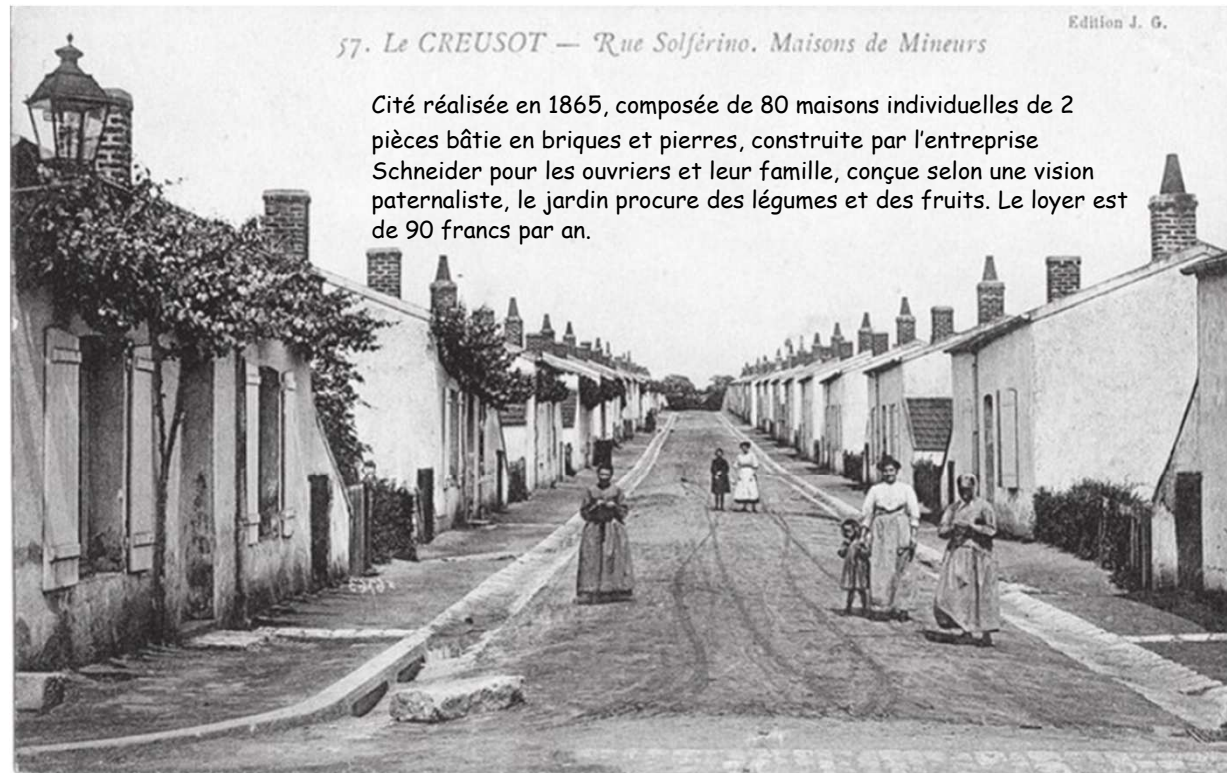 Edition J. G.
57. Le CREUSOT — Rue Solférino. Maisons de Mineurs
Cité réalisée en 1865, composée de 80 maisons individuelles de 2
pièces bâtie en briques et pierres, construite par l’entreprise
Schneider pour les ouvriers et leur famille, conçue selon une vision
paternaliste, le jardin procure des légumes et des fruits. Le loyer est
de 90 francs par an.